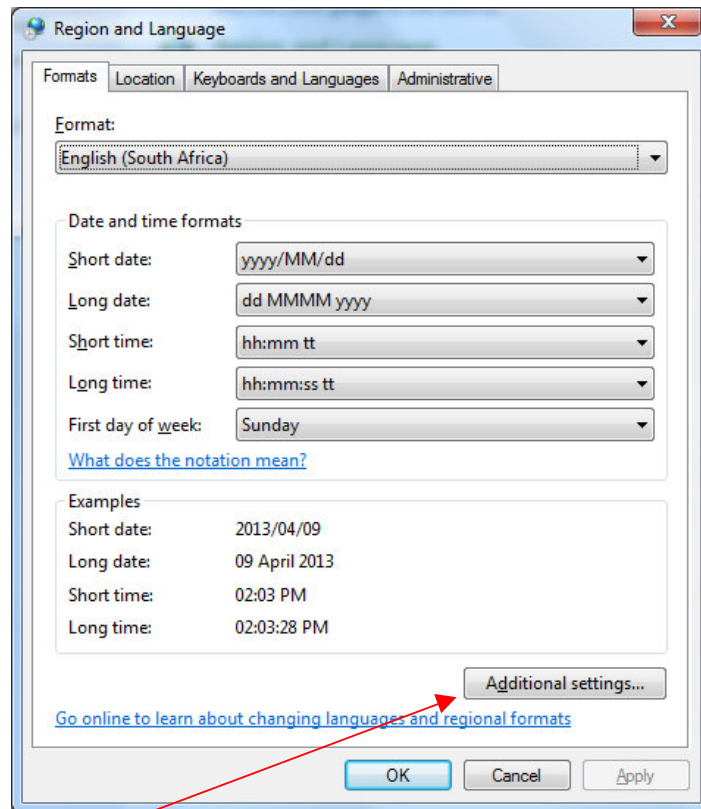 Region and Language
Formats Location Keyboards and Languages Administrative
Format:
English (South Africa)
Date and time formats
Short date: yyyy/MM/dd
Long date: dd MMMM yyyy
Short time: hh:mm tt
Long time: hh:mm:ss tt
First day of week: Sunday
What does the notation mean?
Examples
Short date: 2013/04/09
Long date: 09 April 2013
Short time: 02:03 PM
Long time: 02:03:28 PM
Additional settings...
Go online to learn about changing languages and regional formats
OK Cancel Apply